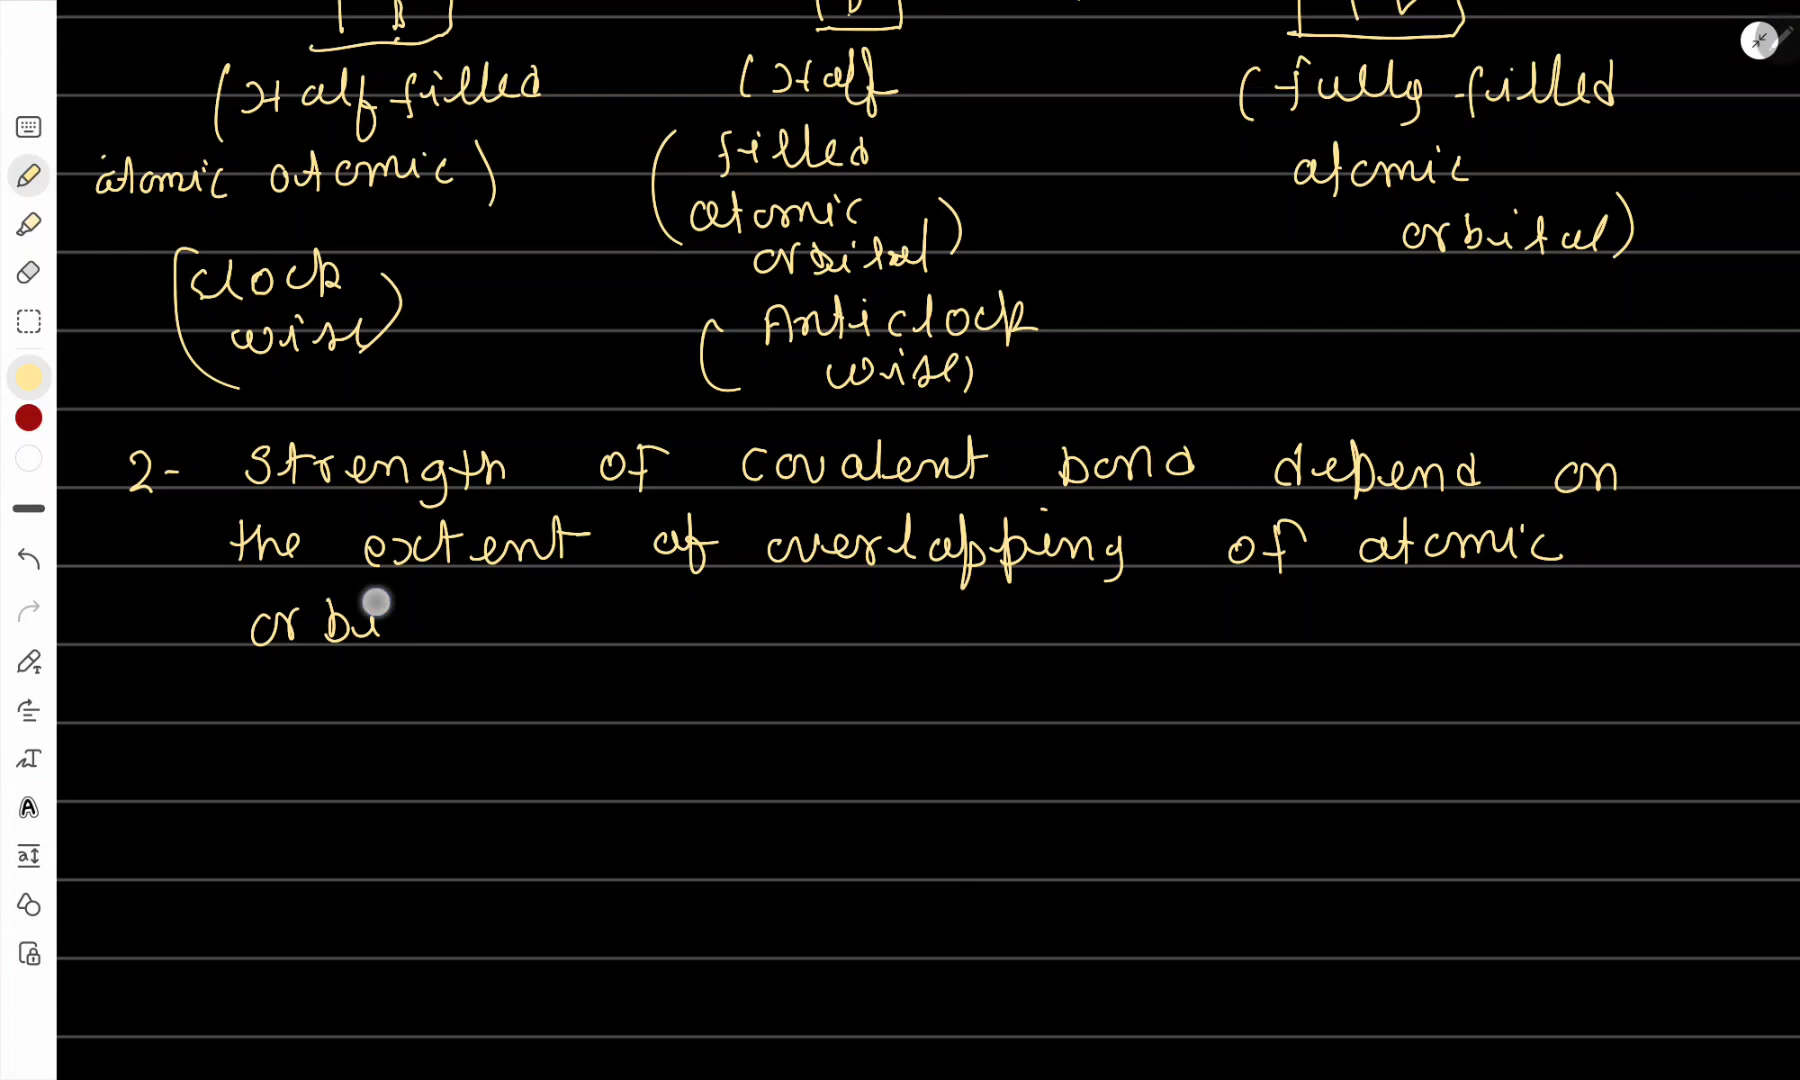 (Half filled
atomic atomic)
(Clock
wise)
(Half
(filled
atomic
orbital)
(Anticlock
wise)
(fully filled
atomic
orbital)
2- Strength of covalent bond depend on
the extent of overlapping of atomic
orbi